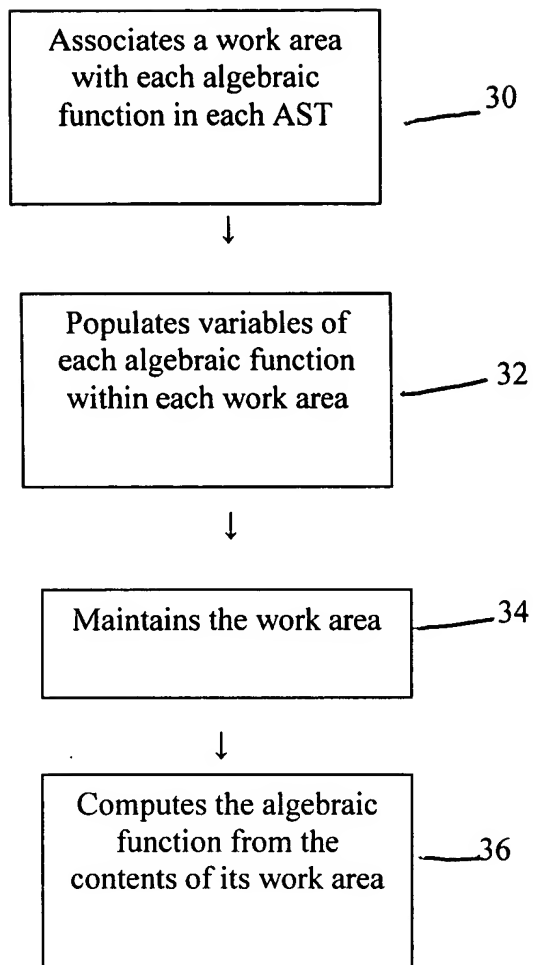 Associates a work area
with each algebraic
function in each AST
30
↓
Populates variables of
each algebraic function
within each work area
32
↓
Maintains the work area
34
↓
Computes the algebraic
function from the
contents of its work area
36